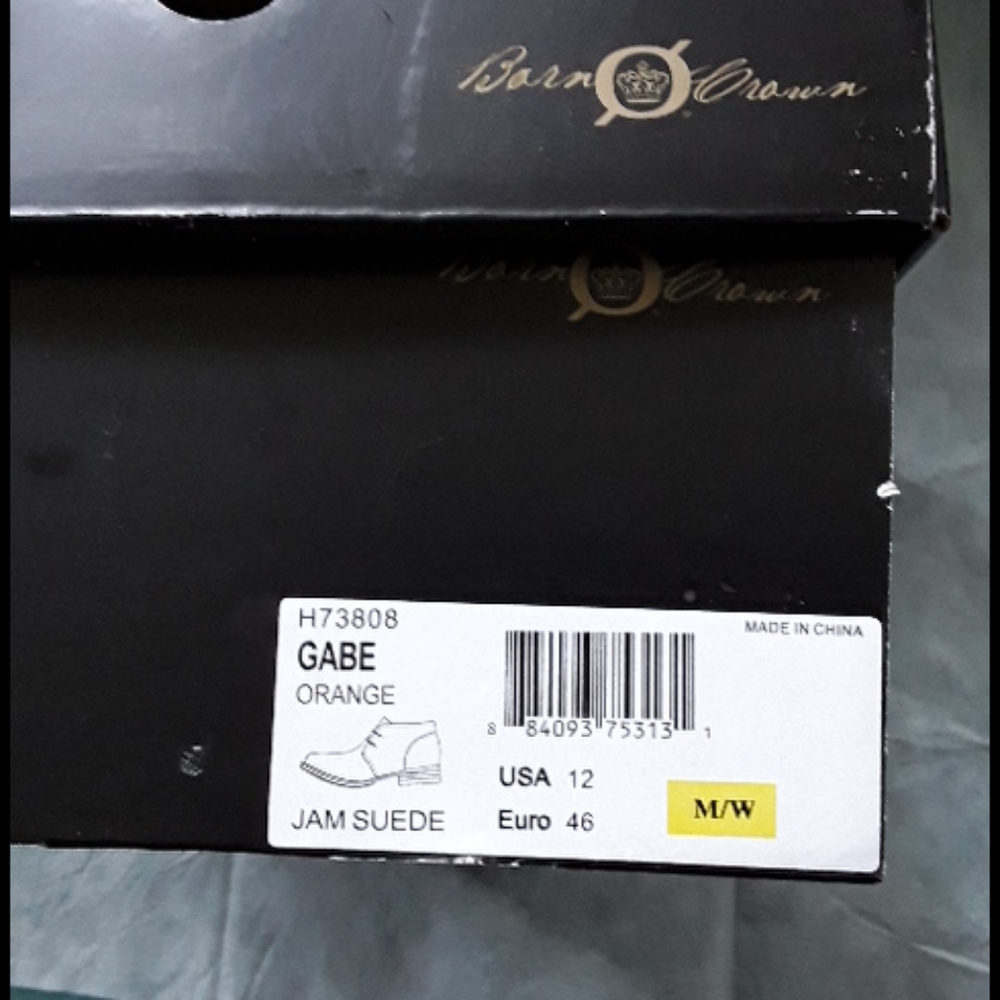 Born Crown
Born Crown
H73808
GABE
ORANGE
JAM SUEDE
8 84093 75313 1
USA 12
Euro 46
MADE IN CHINA
M/W